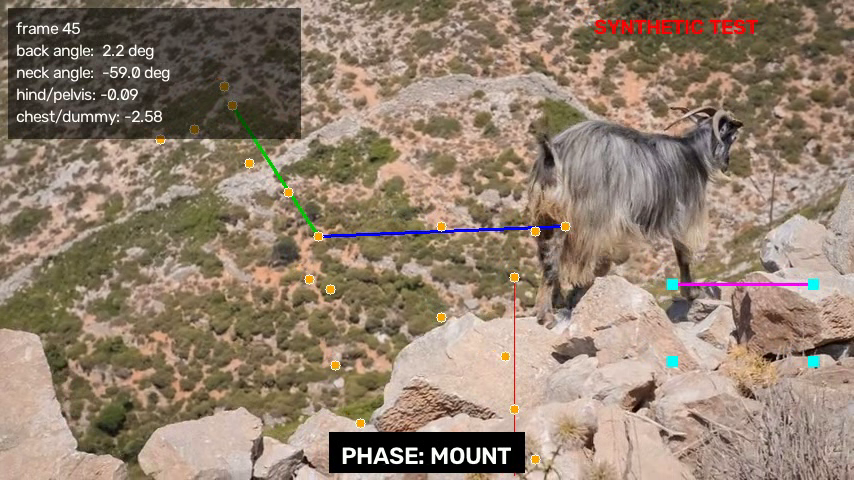 frame 45
back angle: 2.2 deg
neck angle: -59.0 deg
hind/pelvis: -0.09
chest/dummy: -2.58
SYNTHETIC TEST
PHASE: MOUNT